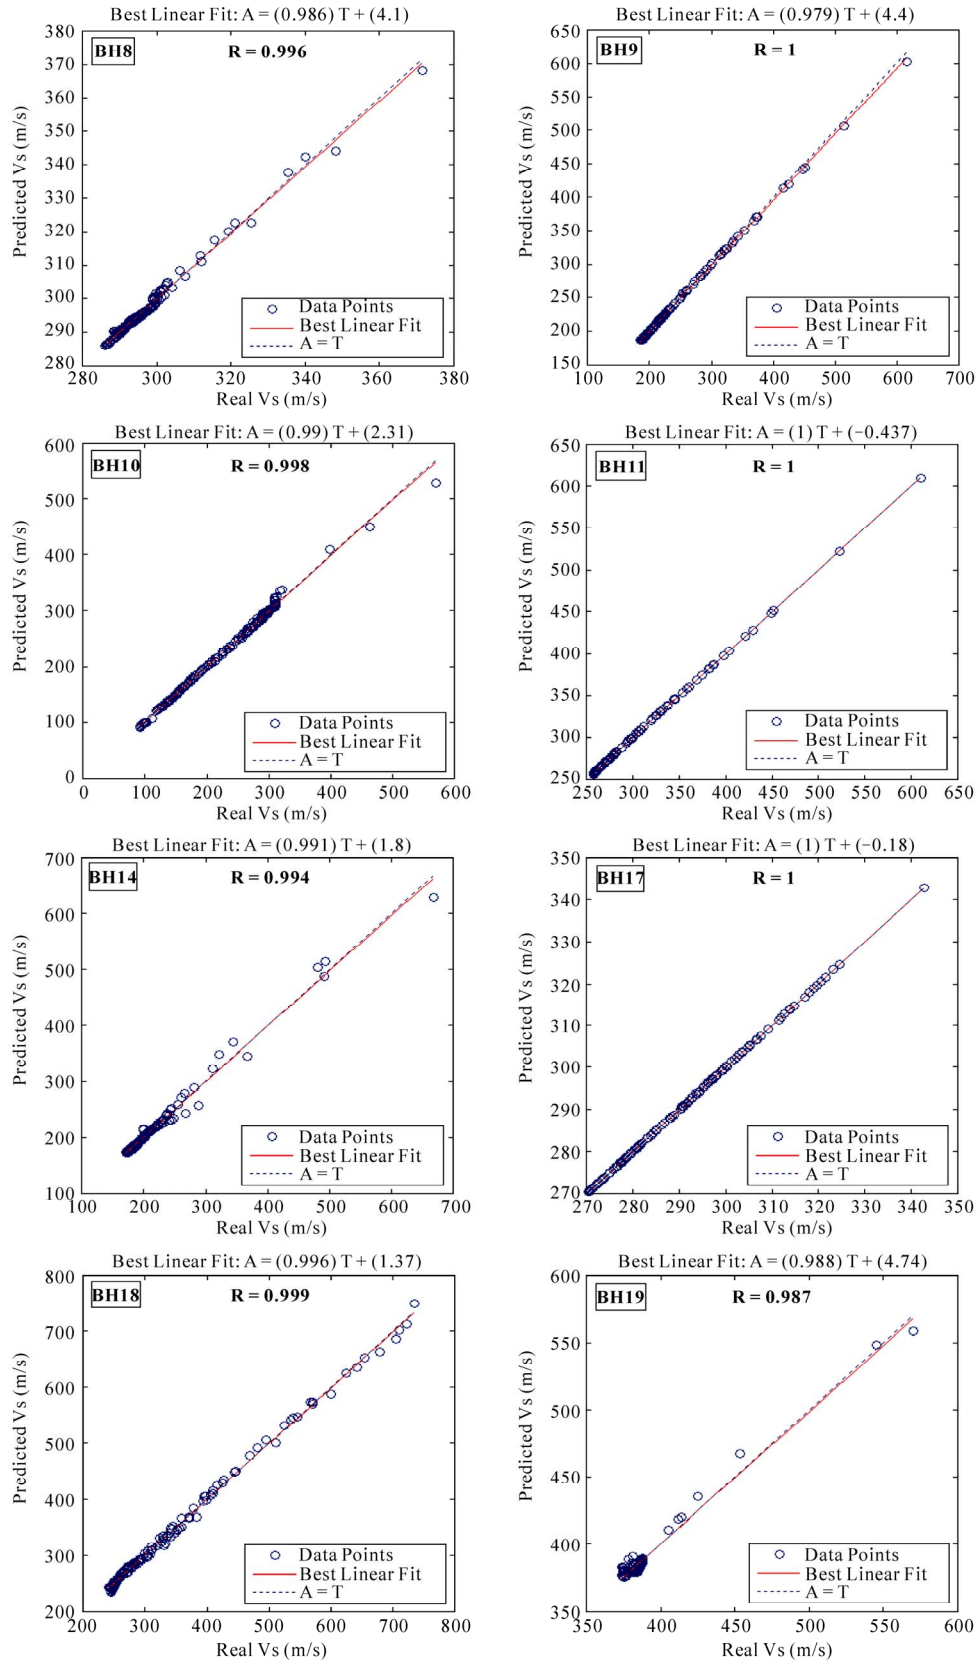 Best Linear Fit: A = (0.986) T + (4.1)
BH8
R = 0.996
Predicted Vs (m/s)
380
370
360
350
340
330
320
310
300
290
280
Data Points
Best Linear Fit
A = T
280 300 320 340 360 380
Real Vs (m/s)
Best Linear Fit: A = (0.979) T + (4.4)
BH9
R = 1
Predicted Vs (m/s)
650
600
550
500
450
400
350
300
250
200
150
Data Points
Best Linear Fit
A = T
100 200 300 400 500 600 700
Real Vs (m/s)
Best Linear Fit: A = (0.99) T + (2.31)
BH10
R = 0.998
Predicted Vs (m/s)
600
500
400
300
200
100
0
Data Points
Best Linear Fit
A = T
0 100 200 300 400 500 600
Real Vs (m/s)
Best Linear Fit: A = (1) T + (−0.437)
BH11
R = 1
Predicted Vs (m/s)
650
600
550
500
450
400
350
300
250
Data Points
Best Linear Fit
A = T
250 300 350 400 450 500 550 600 650
Real Vs (m/s)
Best Linear Fit: A = (0.991) T + (1.8)
BH14
R = 0.994
Predicted Vs (m/s)
700
600
500
400
300
200
100
Data Points
Best Linear Fit
A = T
100 200 300 400 500 600 700
Real Vs (m/s)
Best Linear Fit: A = (1) T + (−0.18)
BH17
R = 1
Predicted Vs (m/s)
350
340
330
320
310
300
290
280
270
Data Points
Best Linear Fit
A = T
270 280 290 300 310 320 330 340 350
Real Vs (m/s)
Best Linear Fit: A = (0.996) T + (1.37)
BH18
R = 0.999
Predicted Vs (m/s)
800
700
600
500
400
300
200
Data Points
Best Linear Fit
A = T
200 300 400 500 600 700 800
Real Vs (m/s)
Best Linear Fit: A = (0.988) T + (4.74)
BH19
R = 0.987
Predicted Vs (m/s)
600
550
500
450
400
350
Data Points
Best Linear Fit
A = T
350 400 450 500 550 600
Real Vs (m/s)